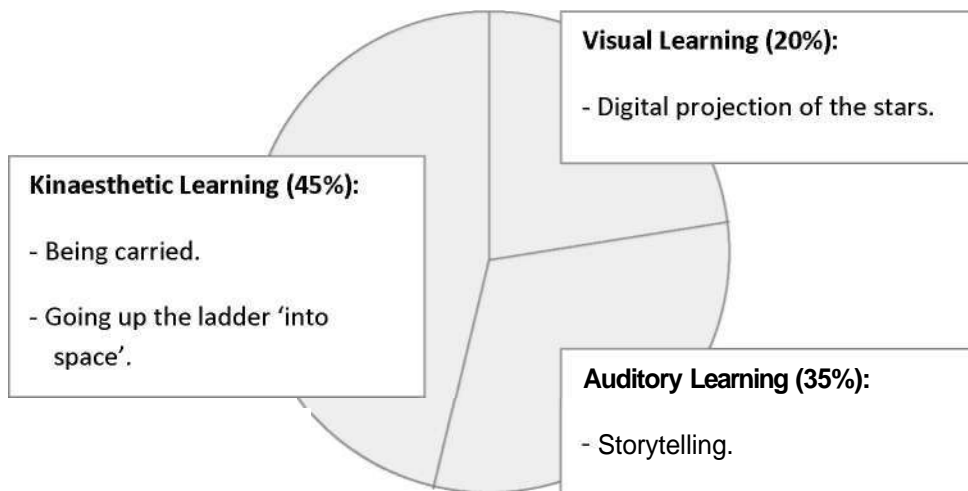 Visual Learning (20%):
- Digital projection of the stars.
Kinaesthetic Learning (45%):
- Being carried.
- Going up the ladder ‘into
space’.
Auditory Learning (35%):
- Storytelling.